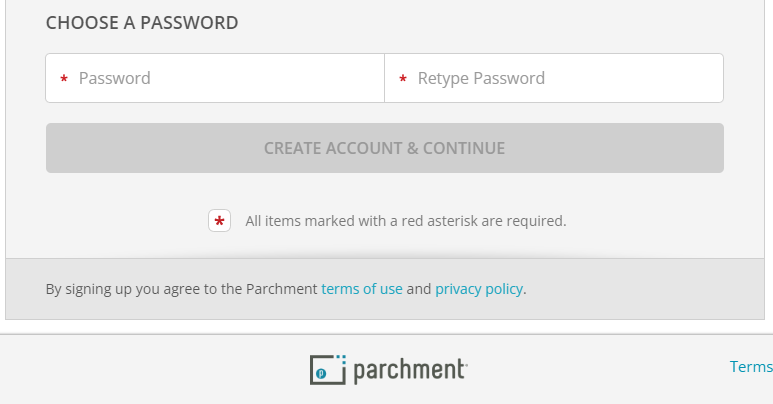 CHOOSE A PASSWORD
* Password * Retype Password
CREATE ACCOUNT & CONTINUE
* All items marked with a red asterisk are required.
By signing up you agree to the Parchment terms of use and privacy policy.
p parchment
Terms